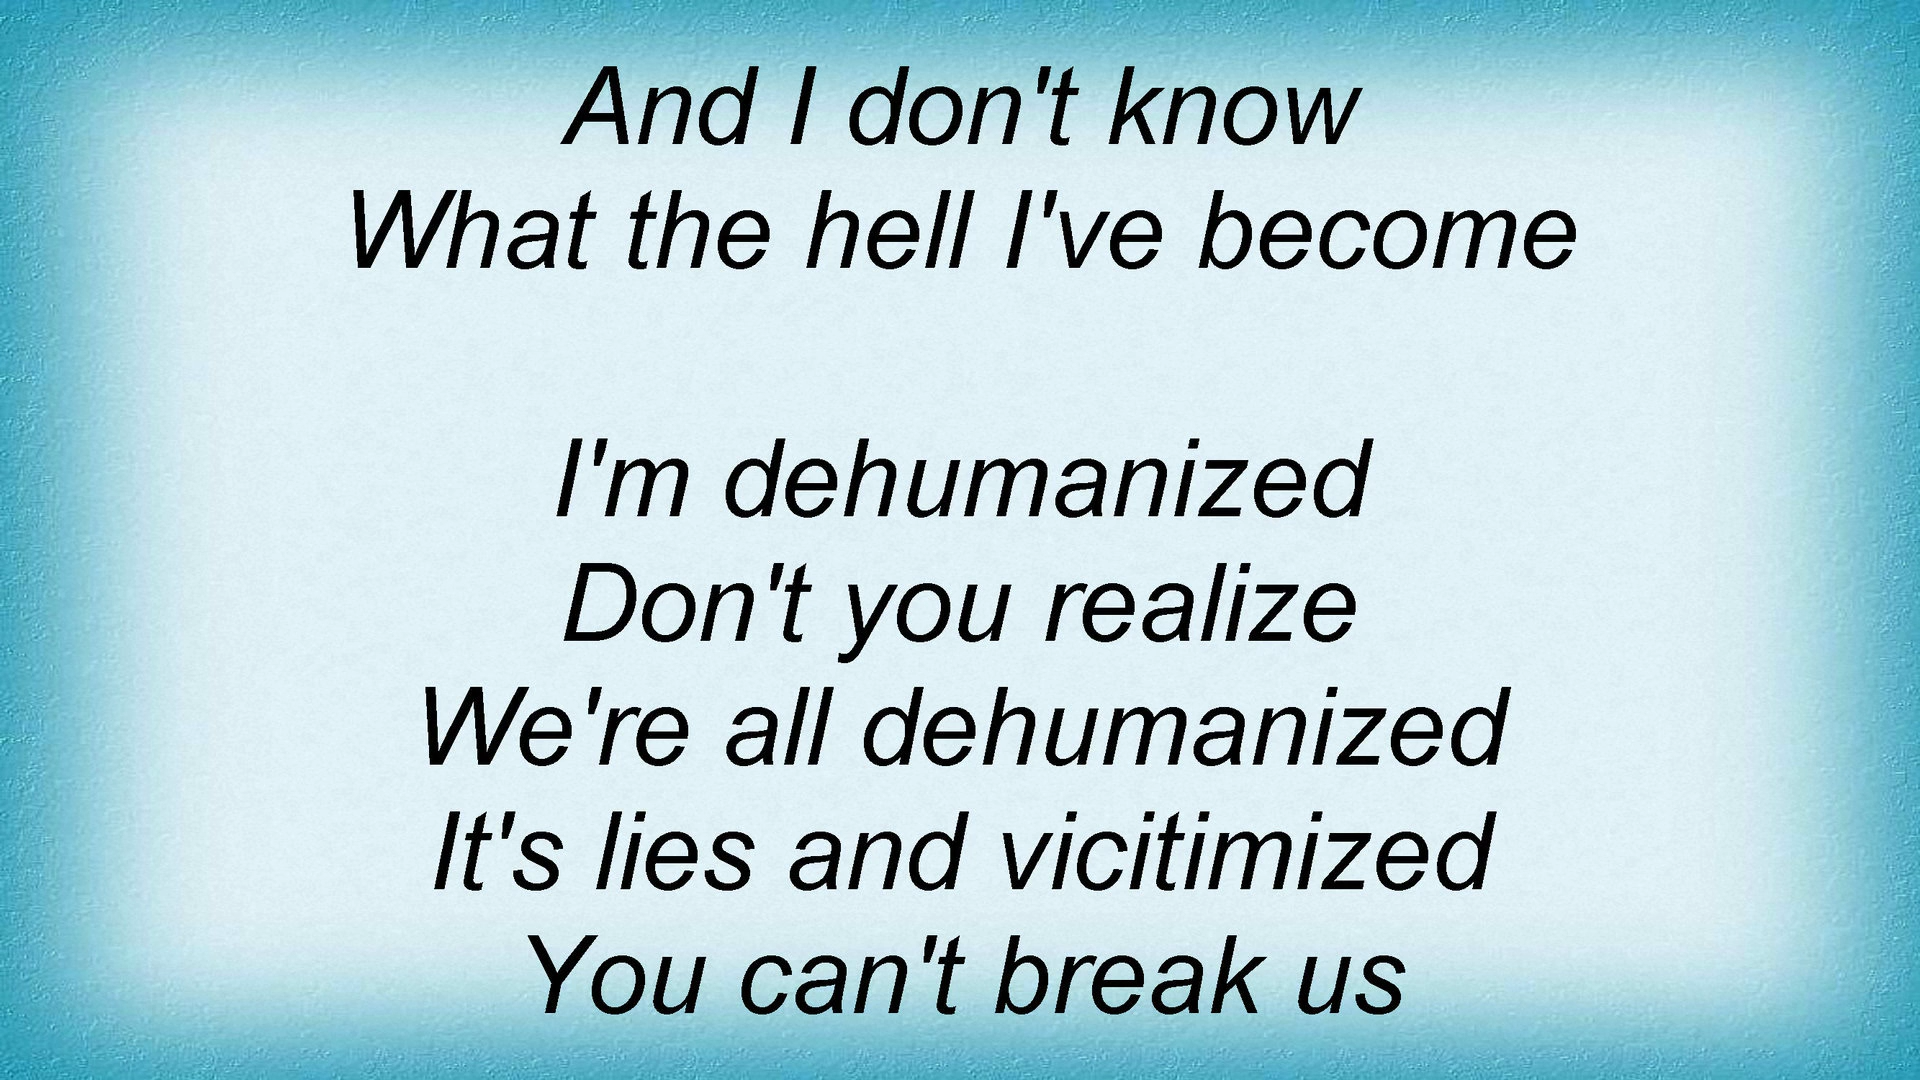 And I don't know
What the hell I've become
I'm dehumanized
Don't you realize
We're all dehumanized
It's lies and vicitimized
You can't break us